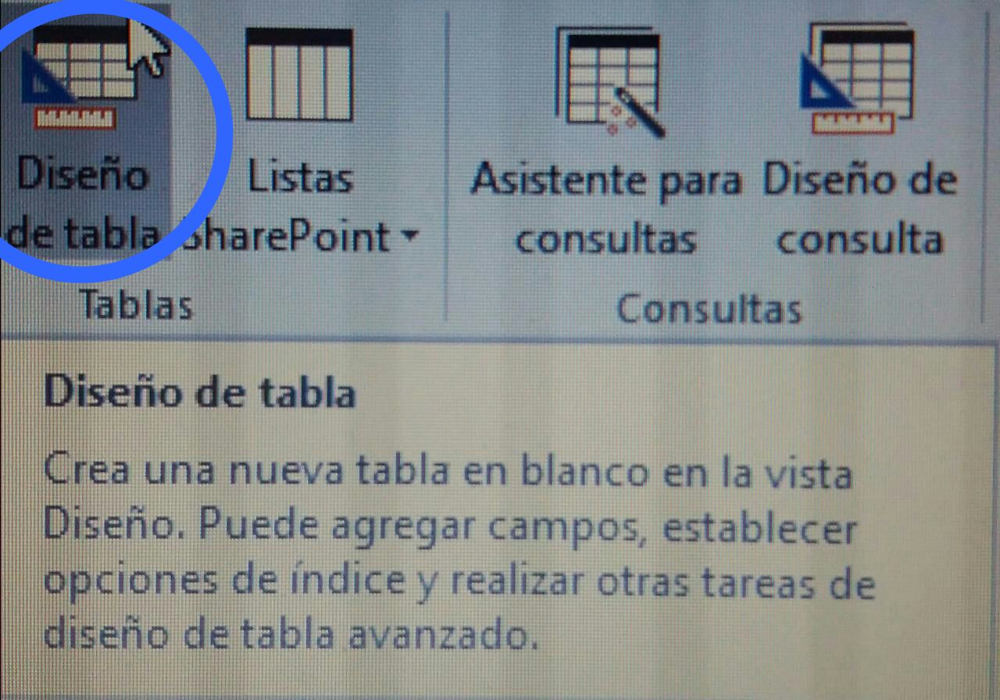 Diseño
de tabla
Listas
SharePoint
Asistente para
consultas
Diseño de
consulta
Tablas
Consultas
Diseño de tabla
Crea una nueva tabla en blanco en la vista
Diseño. Puede agregar campos, establecer
opciones de índice y realizar otras tareas de
diseño de tabla avanzado.